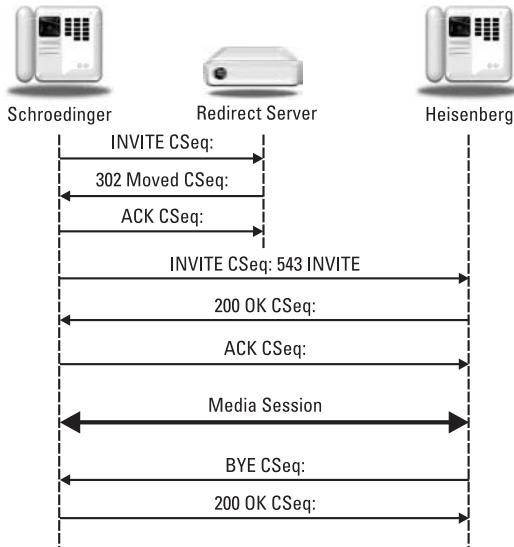 Schroedinger
Redirect Server
Heisenberg
INVITE CSeq:
302 Moved CSeq:
ACK CSeq:
INVITE CSeq: 543 INVITE
200 OK CSeq:
ACK CSeq:
Media Session
BYE CSeq:
200 OK CSeq: